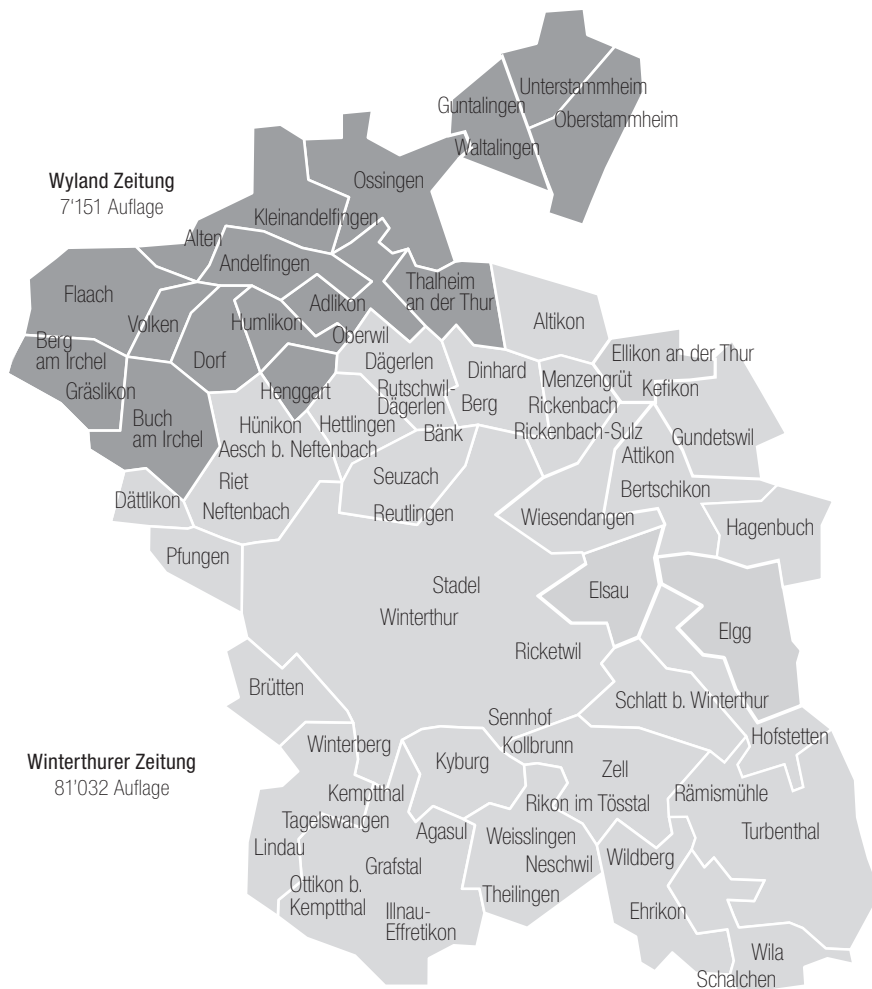 Unterstammheim
Guntalingen
Oberstammheim
Waltalingen
Wyland Zeitung
7'151 Auflage
Ossingen
Kleinandelfingen
Alten
Andelfingen
Flaach
Thalheim
an der Thur
Adlikon
Volken
Humlikon
Altikon
Oberwil
Berg
am Irchel
Dorf
Dägerlen
Ellikon an der Thur
Dinhard
Menzengrüt
Kefikon
Gräslikon
Henggart
Rutschwil-
Dägerlen
Berg
Rickenbach
Buch
am Irchel
Hünikon
Hettlingen
Bänk
Rickenbach-Sulz
Gundetswil
Aesch b. Neftenbach
Attikon
Riet
Seuzach
Bertschikon
Dättlikon
Neftenbach
Reutlingen
Wiesendangen
Hagenbuch
Pfungen
Stadel
Elsau
Winterthur
Elgg
Ricketwil
Brütten
Schlatt b. Winterthur
Sennhof
Winterberg
Kollbrunn
Hofstetten
Winterthurer Zeitung
81'032 Auflage
Kyburg
Zell
Kemptthal
Rikon im Tösstal
Rämismühle
Tagelswangen
Agasul
Weisslingen
Turbenthal
Lindau
Grafstal
Neschwil
Wildberg
Ottikon b.
Kemptthal
Theilingen
Illnau-
Effretikon
Ehrikon
Wila
Schalchen